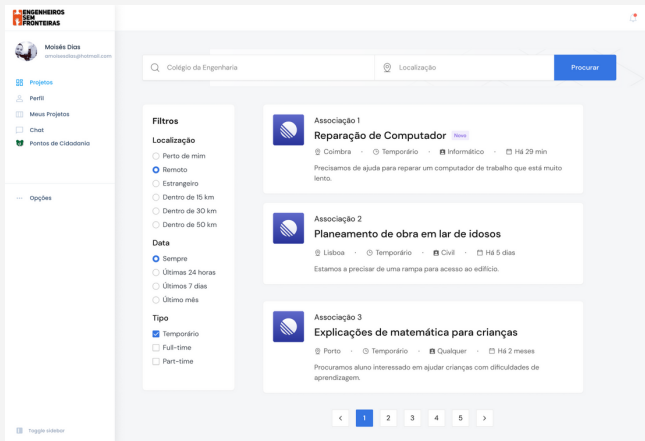 ENGENHEIROS
SEM
FRONTEIRAS
Moisés Dias
Projetos
Perfil
Meus Projetos
Chat
Pontos de Cidadania
Opções
Toggle sidebar
Colégio da Engenharia
Localização
Procurar
Filtros
Localização
Perto de mim
Remoto
Estrangeiro
Dentro de 15 km
Dentro de 30 km
Dentro de 50 km
Data
Sempre
Últimas 24 horas
Últimos 7 dias
Último mês
Tipo
Temporário
Full-time
Part-time
Associação 1
Reparação de Computador Novo
Coimbra · Temporário · Informático · Há 29 min
Precisamos de ajuda para reparar um computador de trabalho que está muito
lento.
Associação 2
Planeamento de obra em lar de idosos
Lisboa · Temporário · Civil · Há 5 dias
Estamos a precisar de uma rampa para acesso ao edifício.
Associação 3
Explicações de matemática para crianças
Porto · Temporário · Qualquer · Há 2 meses
Procuramos aluno interessado em ajudar crianças com dificuldades de
aprendizagem.
< 1 2 3 4 5 >